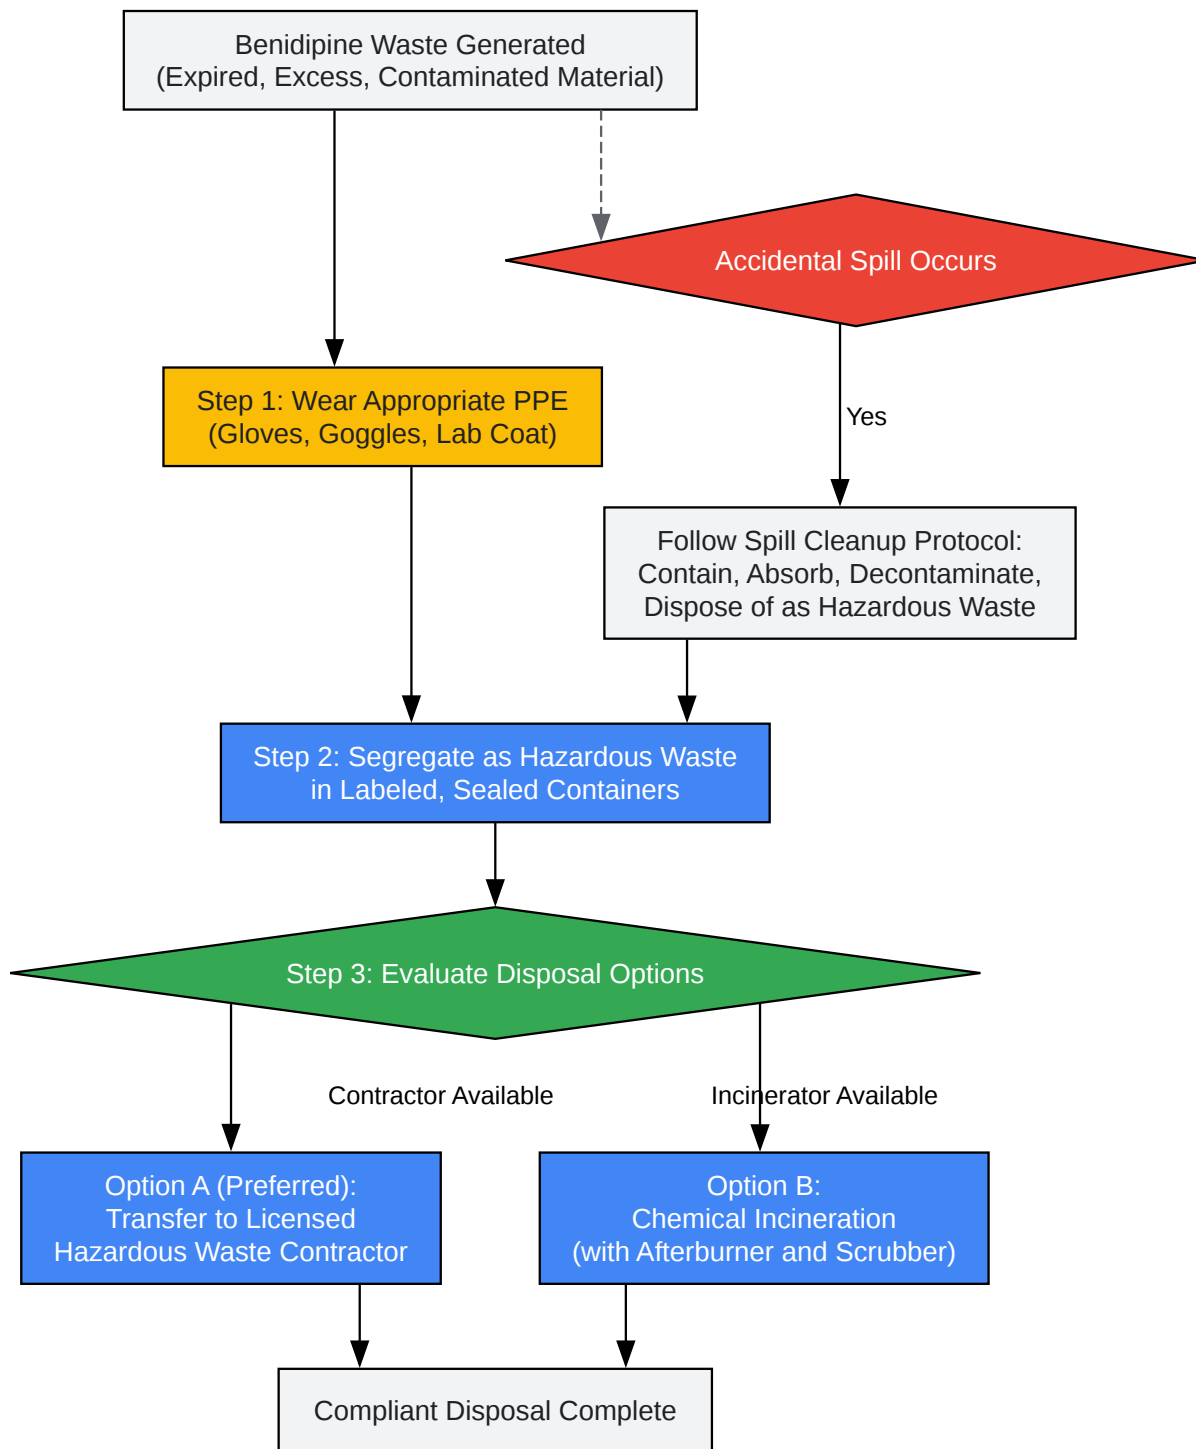 Benidipine Waste Generated
(Expired, Excess, Contaminated Material)
Accidental Spill Occurs
Step 1: Wear Appropriate PPE
(Gloves, Goggles, Lab Coat)
Yes
Follow Spill Cleanup Protocol:
Contain, Absorb, Decontaminate,
Dispose of as Hazardous Waste
Step 2: Segregate as Hazardous Waste
in Labeled, Sealed Containers
Step 3: Evaluate Disposal Options
Contractor Available
Incinerator Available
Option A (Preferred):
Transfer to Licensed
Hazardous Waste Contractor
Option B:
Chemical Incineration
(with Afterburner and Scrubber)
Compliant Disposal Complete